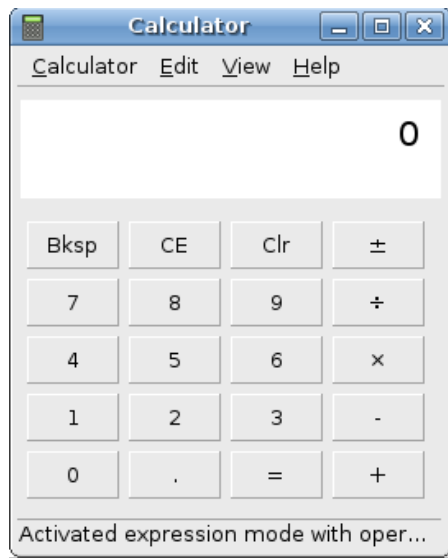 Calculator
Calculator Edit View Help
0
Bksp CE Clr ±
7 8 9 ÷
4 5 6 ×
1 2 3 -
0 . = +
Activated expression mode with oper...